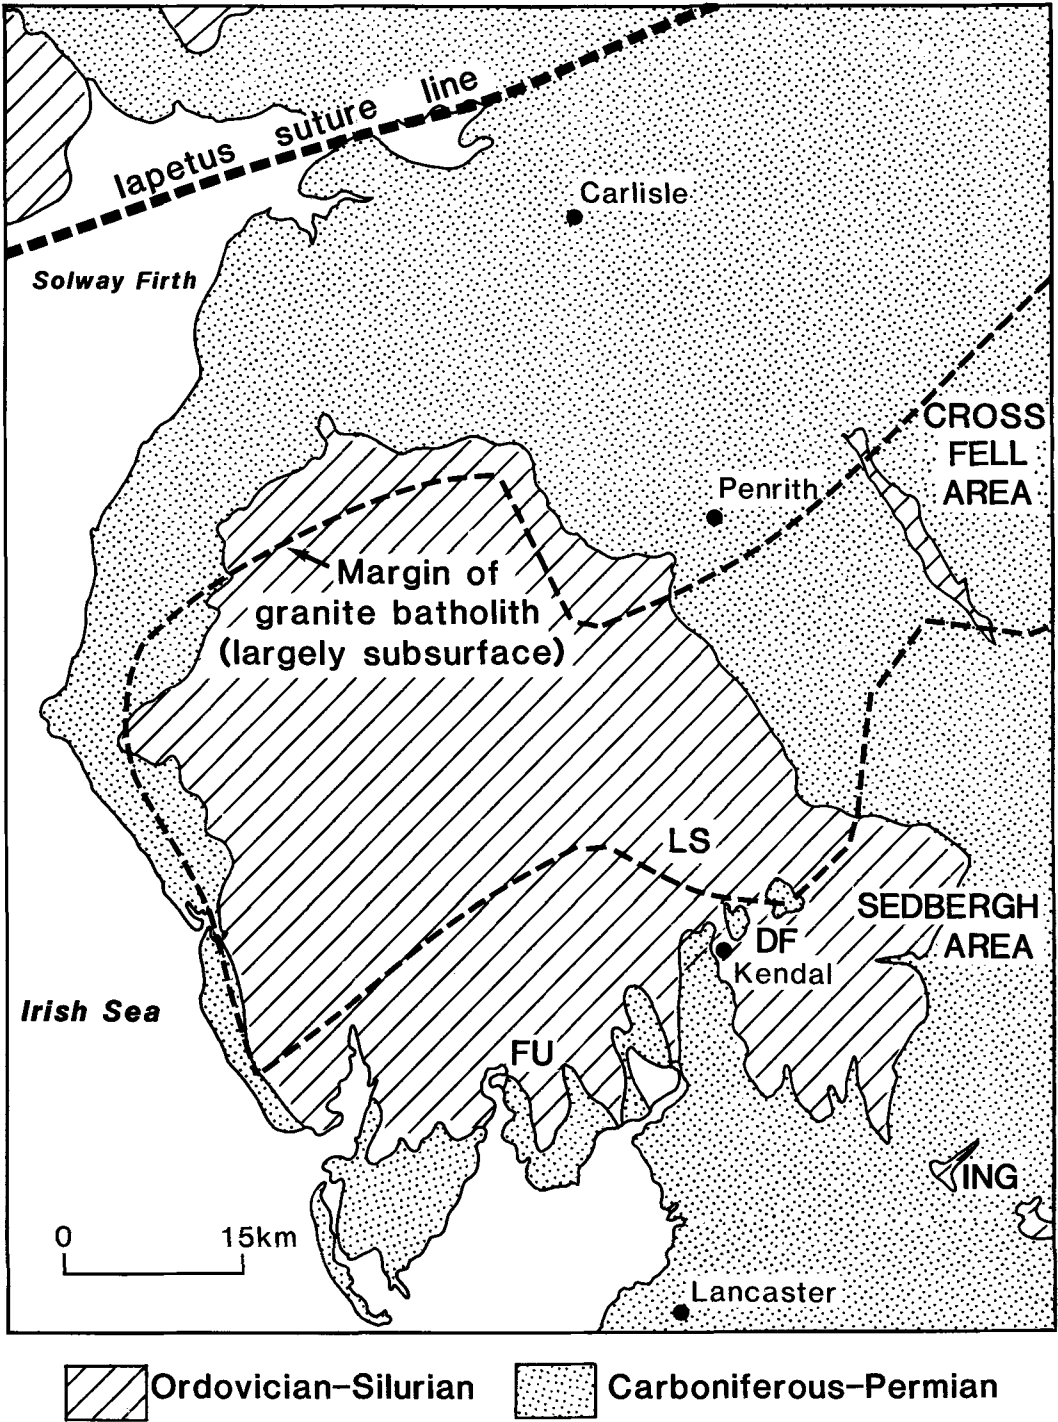 Iapetus suture line
Carlisle
Solway Firth
CROSS
FELL
AREA
Penrith
Margin of
granite batholith
(largely subsurface)
LS
SEDBERGH
AREA
DF
Kendal
Irish Sea
FU
ING
0 15km
Lancaster
Ordovician–Silurian
Carboniferous–Permian